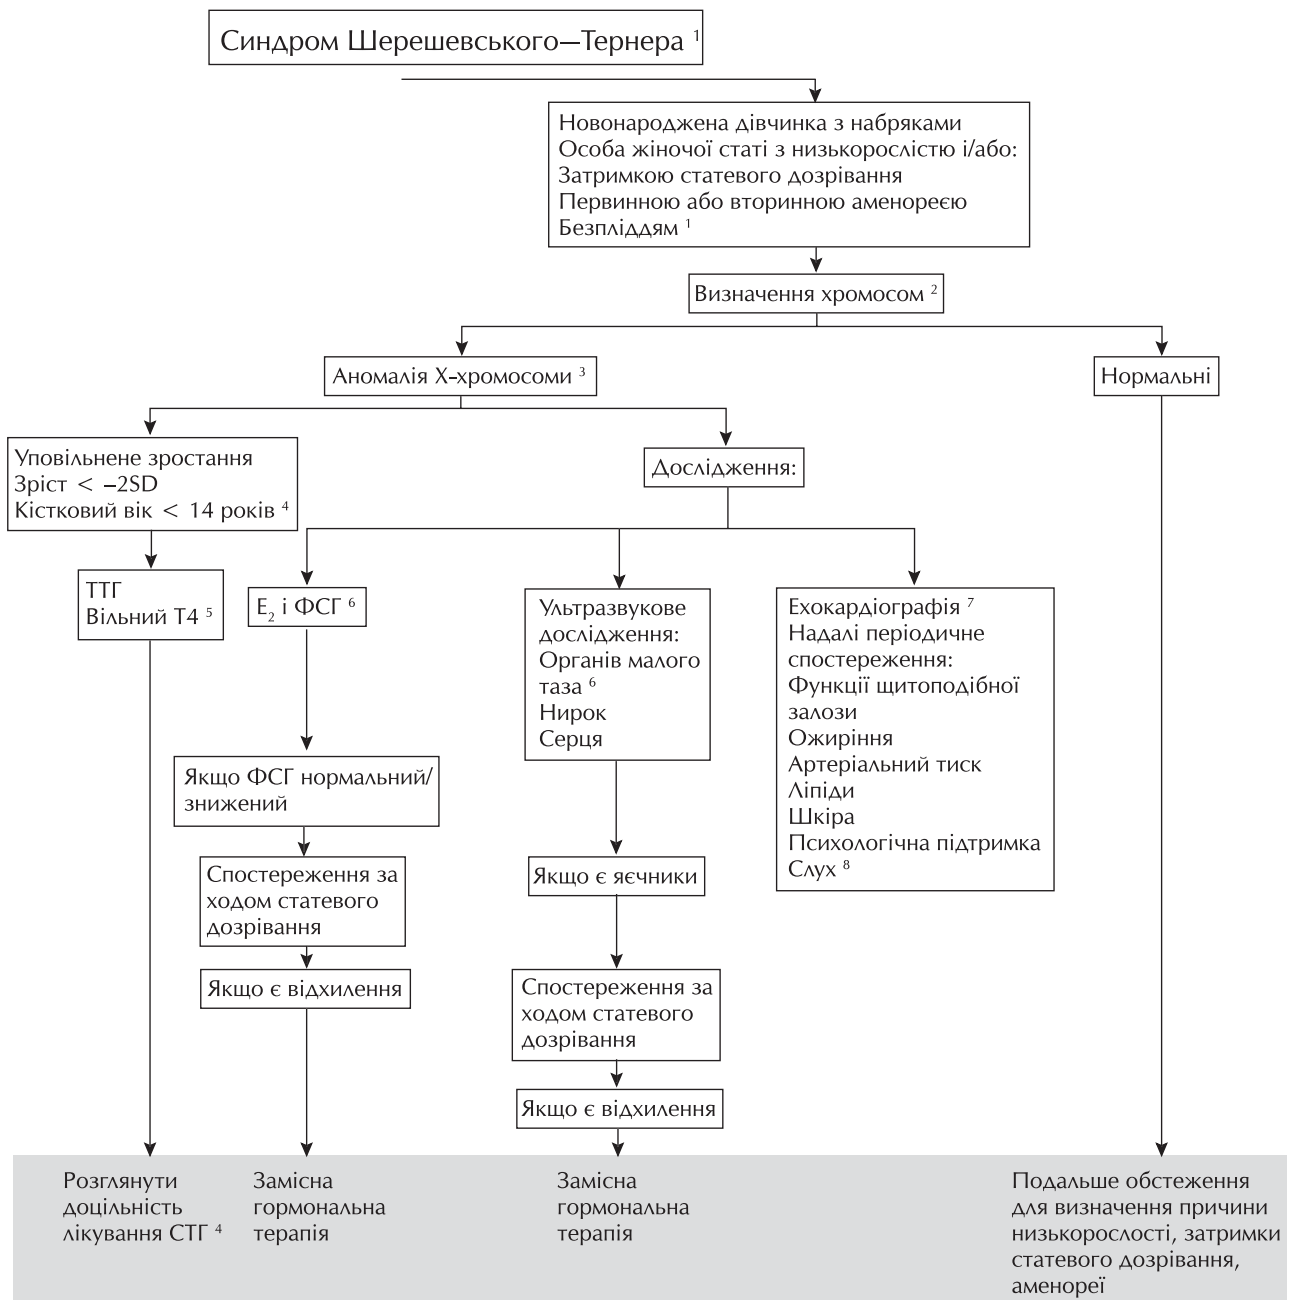 Синдром Шерешевського—Тернера ¹
Новонароджена дівчинка з набряками
Особа жіночої статі з низькорослістю і/або:
Затримкою статевого дозрівання
Первинною або вторинною аменореєю
Безпліддям ¹
Визначення хромосом ²
Аномалія Х-хромосоми ³
Нормальні
Уповільнене зростання
Зріст < –2SD
Кістковий вік < 14 років ⁴
Дослідження:
ТТГ
Вільний Т4 ⁵
Е₂ і ФСГ ⁶
Ультразвукове
дослідження:
Органів малого
таза ⁶
Нирок
Серця
Ехокардіографія ⁷
Надалі періодичне
спостереження:
Функції щитоподібної
залози
Ожиріння
Артеріальний тиск
Ліпіди
Шкіра
Психологічна підтримка
Слух ⁸
Якщо ФСГ нормальний/
знижений
Спостереження за
ходом статевого
дозрівання
Якщо є відхилення
Якщо є яєчники
Спостереження за
ходом статевого
дозрівання
Якщо є відхилення
Розглянути
доцільність
лікування СТГ ⁴
Замісна
гормональна
терапія
Замісна
гормональна
терапія
Подальше обстеження
для визначення причини
низькорослості, затримки
статевого дозрівання,
аменореї